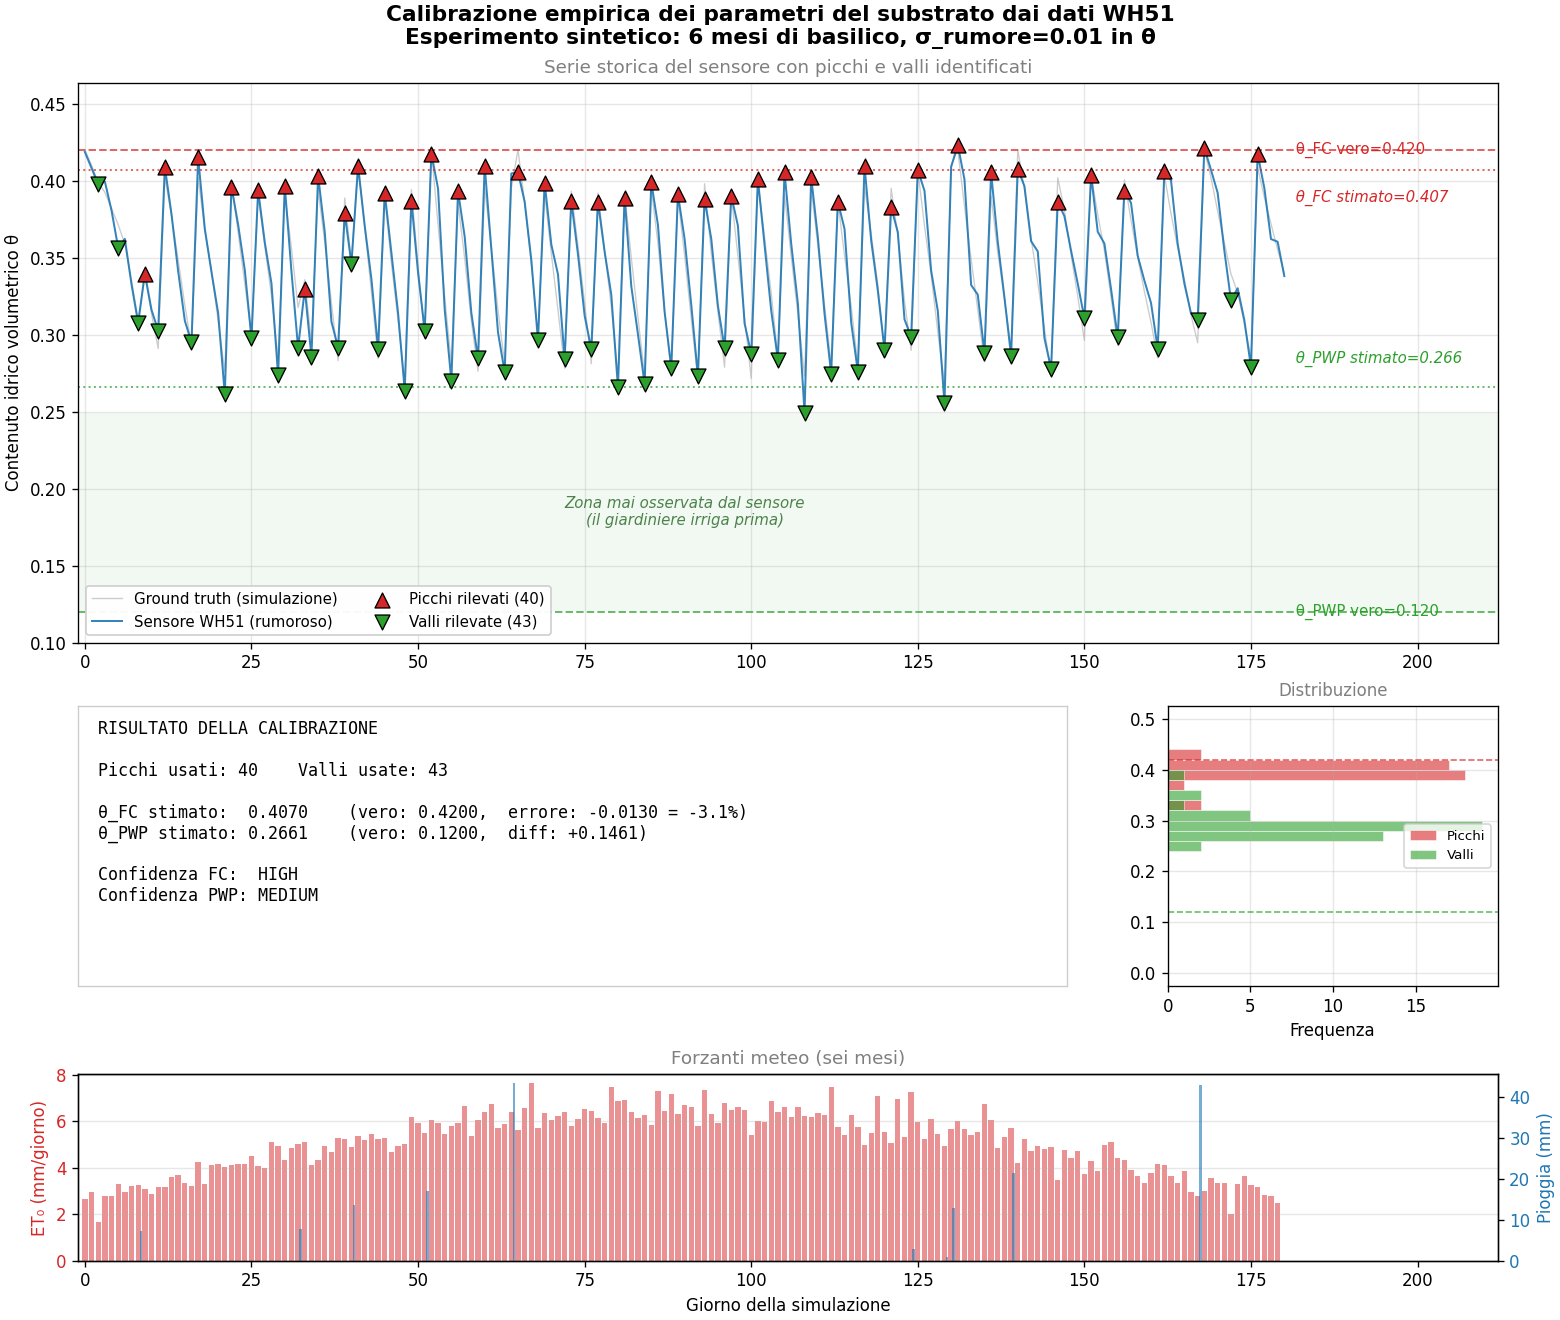 Calibrazione empirica dei parametri del substrato dai dati WH51
Esperimento sintetico: 6 mesi di basilico, σ_rumore=0.01 in θ
Serie storica del sensore con picchi e valli identificati
Contenuto idrico volumetrico θ
0.45
0.40
0.35
0.30
0.25
0.20
0.15
0.10
θ_FC vero=0.420
θ_FC stimato=0.407
θ_PWP stimato=0.266
θ_PWP vero=0.120
Zona mai osservata dal sensore
(il giardiniere irriga prima)
Ground truth (simulazione)
Sensore WH51 (rumoroso)
Picchi rilevati (40)
Valli rilevate (43)
0 25 50 75 100 125 150 175 200
RISULTATO DELLA CALIBRAZIONE
Picchi usati: 40    Valli usate: 43
θ_FC stimato:  0.4070    (vero: 0.4200,  errore: -0.0130 = -3.1%)
θ_PWP stimato: 0.2661    (vero: 0.1200,  diff: +0.1461)
Confidenza FC:  HIGH
Confidenza PWP: MEDIUM
Distribuzione
0.5
0.4
0.3
0.2
0.1
0.0
Picchi
Valli
0 5 10 15
Frequenza
Forzanti meteo (sei mesi)
ET₀ (mm/giorno)
8
6
4
2
0
40
30
20
10
0
Pioggia (mm)
0 25 50 75 100 125 150 175 200
Giorno della simulazione